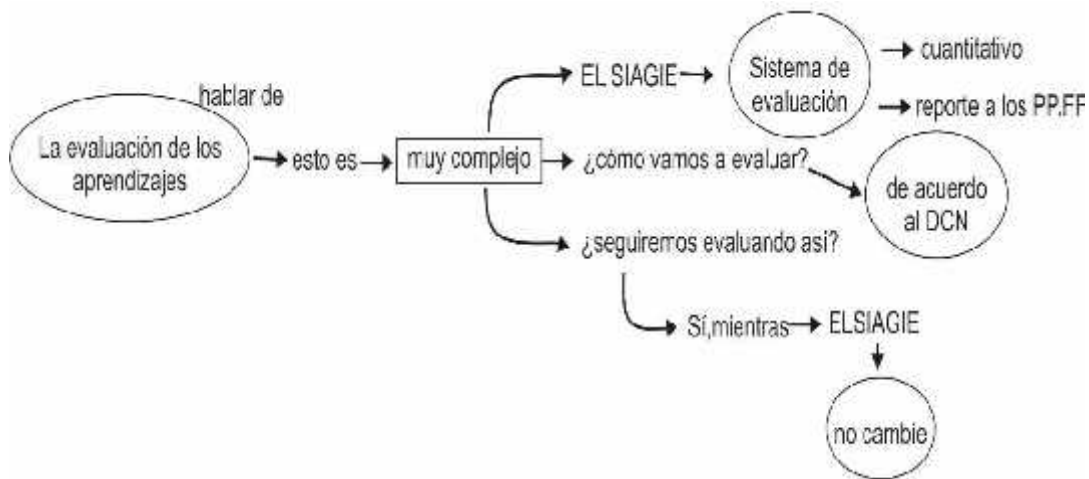 hablar de
La evaluación de los
aprendizajes
esto es
muy complejo
EL SIAGIE
Sistema de
evaluación
cuantitativo
reporte a los PP.FF
¿cómo vamos a evaluar?
de acuerdo
al DCN
¿seguiremos evaluando asi?
Sí,mientras
ELSIAGIE
no cambie